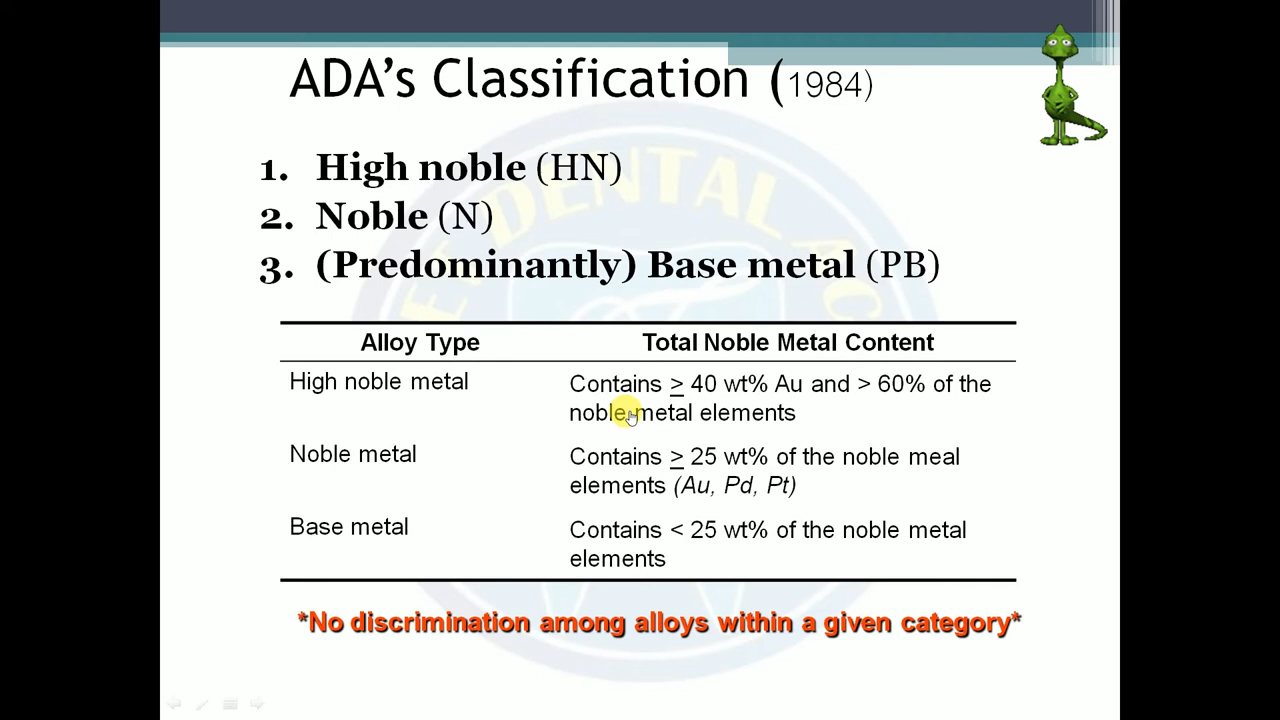 ADA's Classification (1984)
1. High noble (HN)
2. Noble (N)
3. (Predominantly) Base metal (PB)
Alloy Type Total Noble Metal Content
High noble metal Contains ≥ 40 wt% Au and > 60% of the
noble metal elements
Noble metal Contains ≥ 25 wt% of the noble meal
elements (Au, Pd, Pt)
Base metal Contains < 25 wt% of the noble metal
elements
*No discrimination among alloys within a given category*
DENTAL